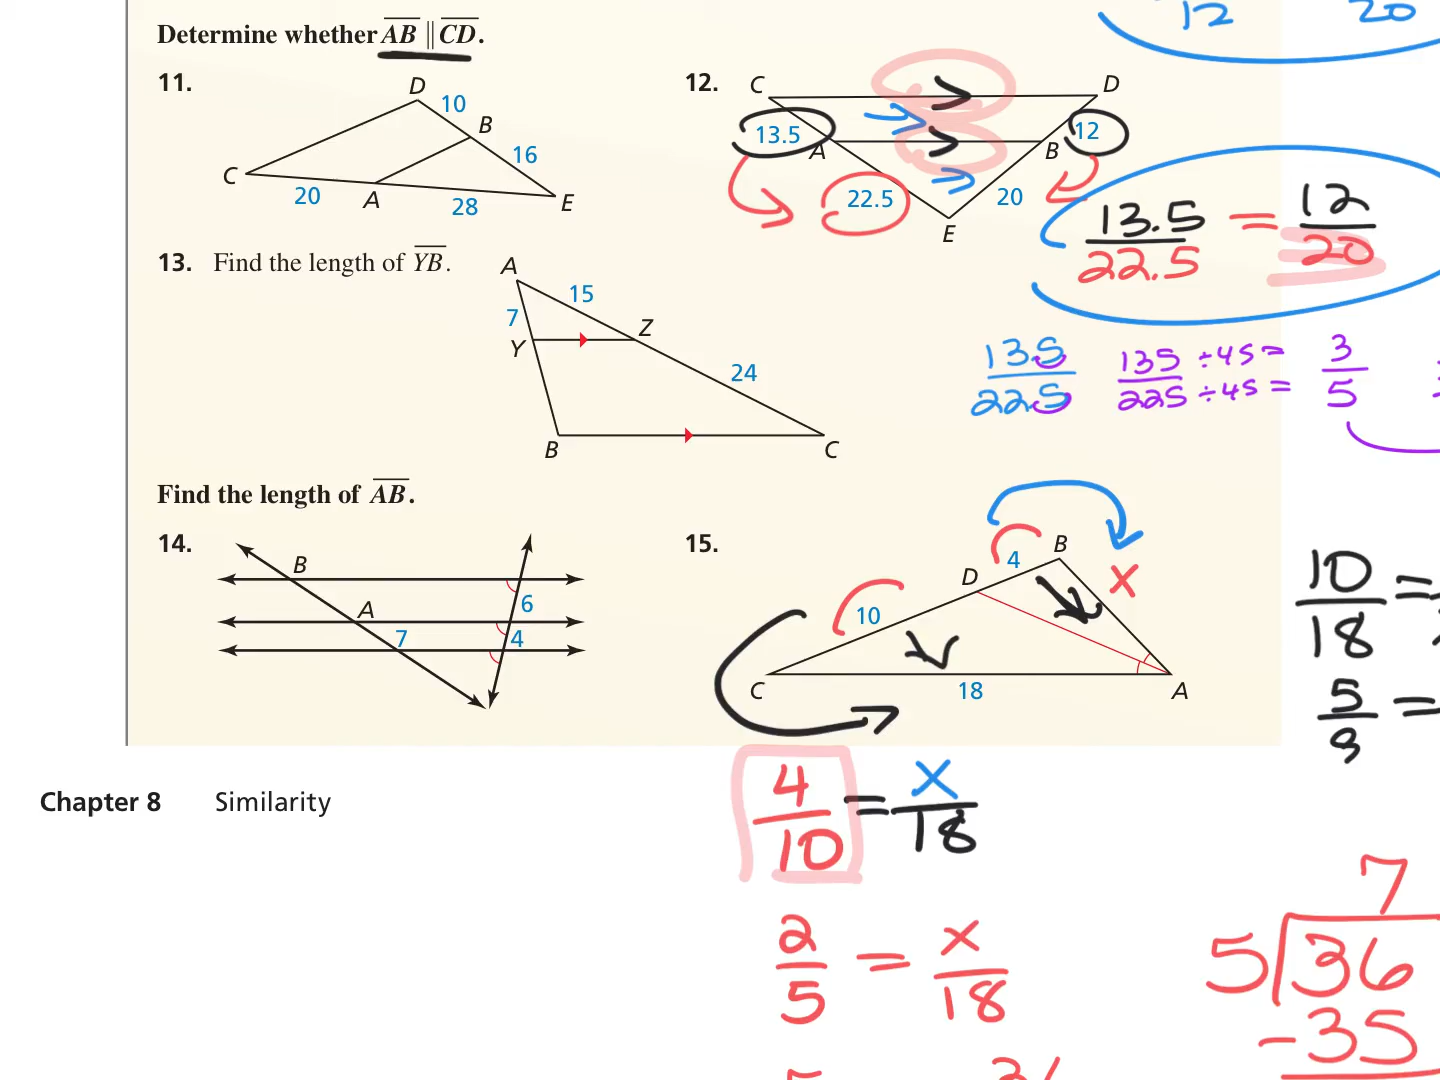 Determine whether AB || CD.
12 20
11.
D
10
B
16
C
20
A
28
E
12.
C
D
13.5
12
A
B
22.5
20
E
13.5 = 12
22.5 20
13. Find the length of YB.
A
15
7
Y
Z
24
B
C
135 135 ÷45= 3
225 225 ÷45= 5
Find the length of AB.
14.
B
A
6
7
4
15.
B
4
D
x
10
C
18
A
10 =
18
5 =
9
Chapter 8 Similarity
4 = x
10 18
2 = x
5 18
7
5 36
-35